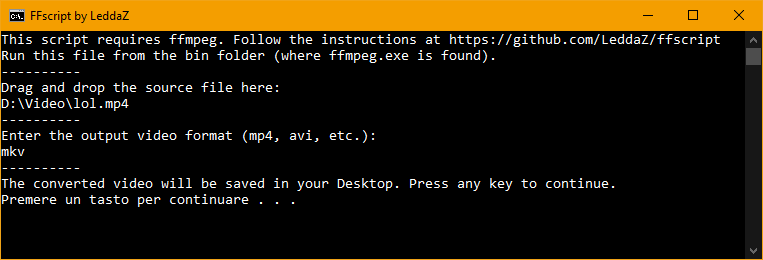 FFscript by LeddaZ
This script requires ffmpeg. Follow the instructions at https://github.com/LeddaZ/ffscript
Run this file from the bin folder (where ffmpeg.exe is found).
----------
Drag and drop the source file here:
D:\Video\lol.mp4
----------
Enter the output video format (mp4, avi, etc.):
mkv
----------
The converted video will be saved in your Desktop. Press any key to continue.
Premere un tasto per continuare . . .